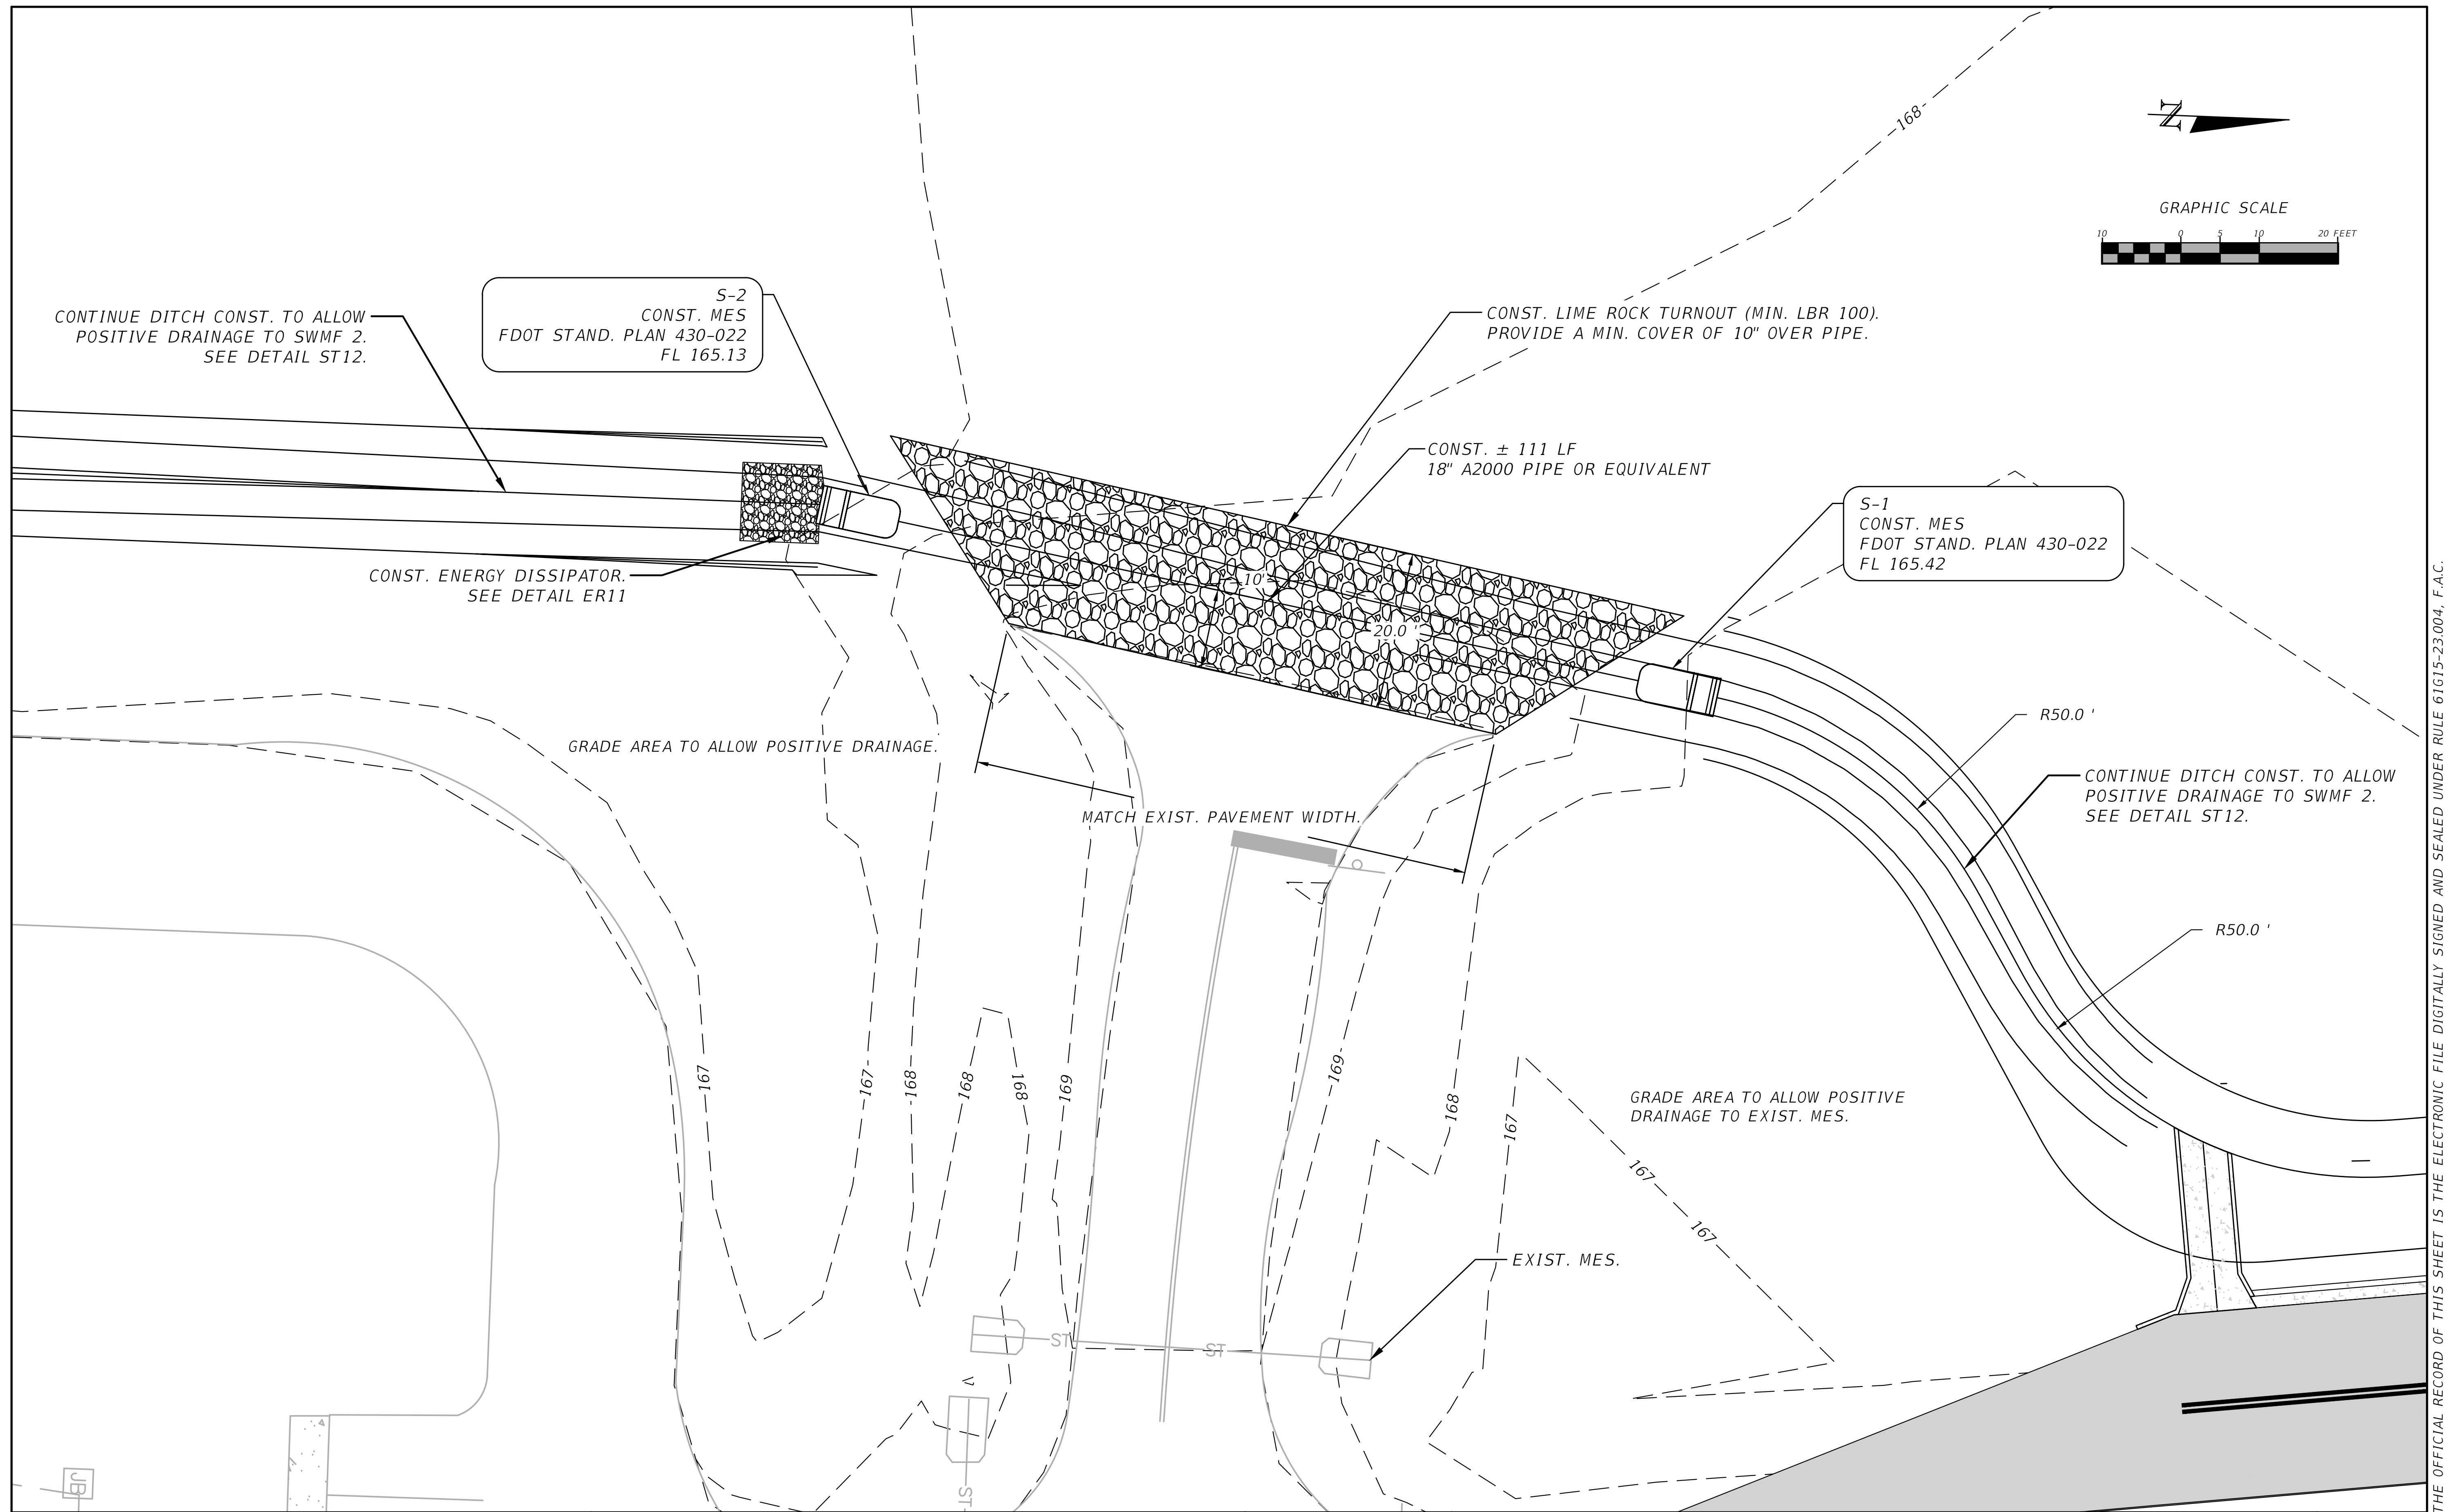 168
N
GRAPHIC SCALE
10 0 5 10 20 FEET
S-2
CONST. MES
FDOT STAND. PLAN 430-022
FL 165.13
CONTINUE DITCH CONST. TO ALLOW
POSITIVE DRAINAGE TO SWMF 2.
SEE DETAIL ST12.
CONST. LIME ROCK TURNOUT (MIN. LBR 100).
PROVIDE A MIN. COVER OF 10" OVER PIPE.
CONST. ± 111 LF
18" A2000 PIPE OR EQUIVALENT
S-1
CONST. MES
FDOT STAND. PLAN 430-022
FL 165.42
CONST. ENERGY DISSIPATOR.
SEE DETAIL ER11
10'
20.0 '
R50.0 '
GRADE AREA TO ALLOW POSITIVE DRAINAGE.
CONTINUE DITCH CONST. TO ALLOW
POSITIVE DRAINAGE TO SWMF 2.
SEE DETAIL ST12.
MATCH EXIST. PAVEMENT WIDTH.
R50.0 '
167
167
168
168
168
169
169
168
167
GRADE AREA TO ALLOW POSITIVE
DRAINAGE TO EXIST. MES.
167
167
EXIST. MES.
ST
ST
JB
ST
THE OFFICIAL RECORD OF THIS SHEET IS THE ELECTRONIC FILE DIGITALLY SIGNED AND SEALED UNDER RULE 61G15-23.004, F.A.C.